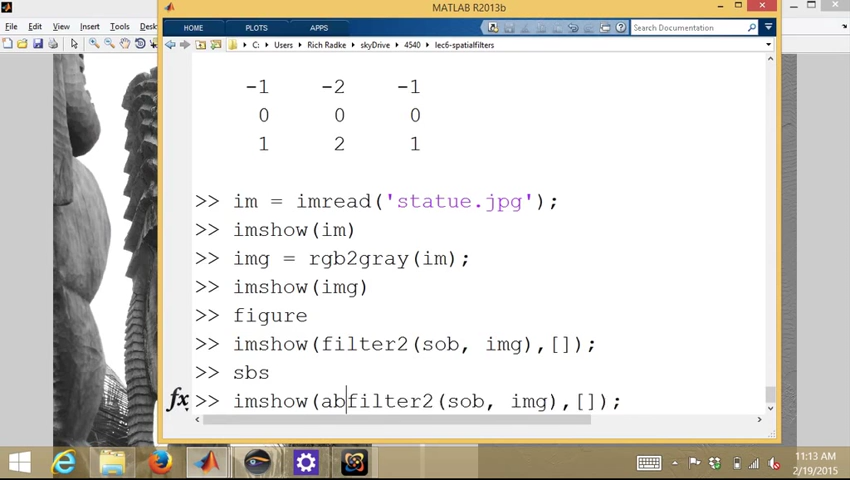 MATLAB R2013b
File Edit View Insert Tools Desk
HOME PLOTS APPS Search Documentation
C: Users Rich Radke skyDrive 4540 lec6-spatialfilters
-1 -2 -1
0 0 0
1 2 1
>> im = imread('statue.jpg');
>> imshow(im)
>> img = rgb2gray(im);
>> imshow(img)
>> figure
>> imshow(filter2(sob, img),[]);
>> sbs
fx >> imshow(abfilter2(sob, img),[]);
11:13 AM
2/19/2015